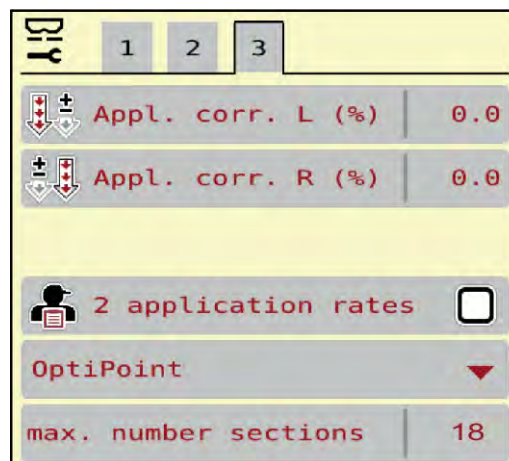 1 2 3
Appl. corr. L (%) 0.0
Appl. corr. R (%) 0.0
2 application rates
OptiPoint
max. number sections 18